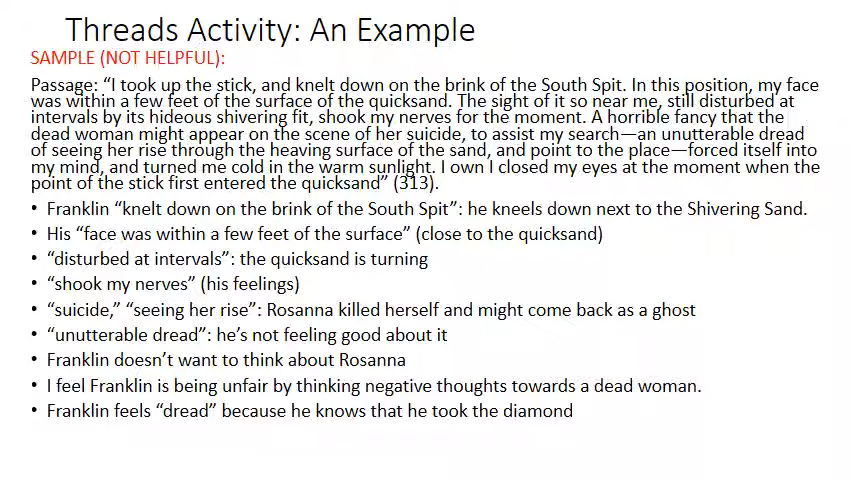 Threads Activity: An Example
SAMPLE (NOT HELPFUL):
Passage: “I took up the stick, and knelt down on the brink of the South Spit. In this position, my face
was within a few feet of the surface of the quicksand. The sight of it so near me, still disturbed at
intervals by its hideous shivering fit, shook my nerves for the moment. A horrible fancy that the
dead woman might appear on the scene of her suicide, to assist my search—an unutterable dread
of seeing her rise through the heaving surface of the sand, and point to the place—forced itself into
my mind, and turned me cold in the warm sunlight. I own I closed my eyes at the moment when the
point of the stick first entered the quicksand” (313).
• Franklin “knelt down on the brink of the South Spit”: he kneels down next to the Shivering Sand.
• His “face was within a few feet of the surface” (close to the quicksand)
• “disturbed at intervals”: the quicksand is turning
• “shook my nerves” (his feelings)
• “suicide,” “seeing her rise”: Rosanna killed herself and might come back as a ghost
• “unutterable dread”: he’s not feeling good about it
• Franklin doesn’t want to think about Rosanna
• I feel Franklin is being unfair by thinking negative thoughts towards a dead woman.
• Franklin feels “dread” because he knows that he took the diamond